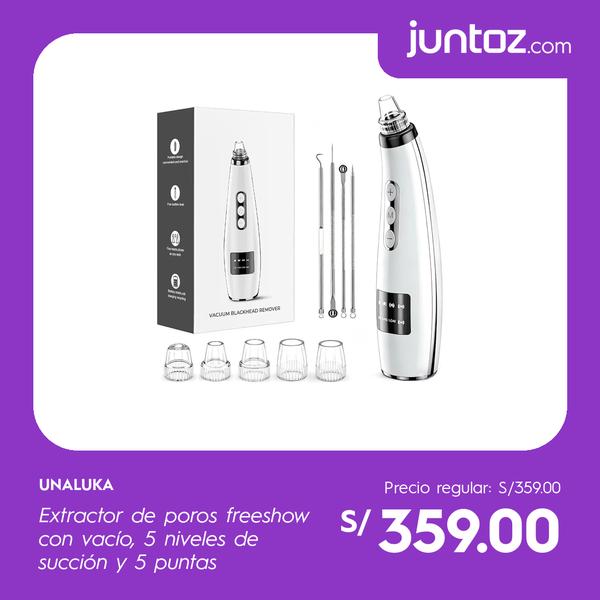 juntoz.com
VACUUM BLACKHEAD REMOVER
+
M
−
UNALUKA
Extractor de poros freeshow
con vacío, 5 niveles de
succión y 5 puntas
Precio regular: S/359.00
S/ 359.00